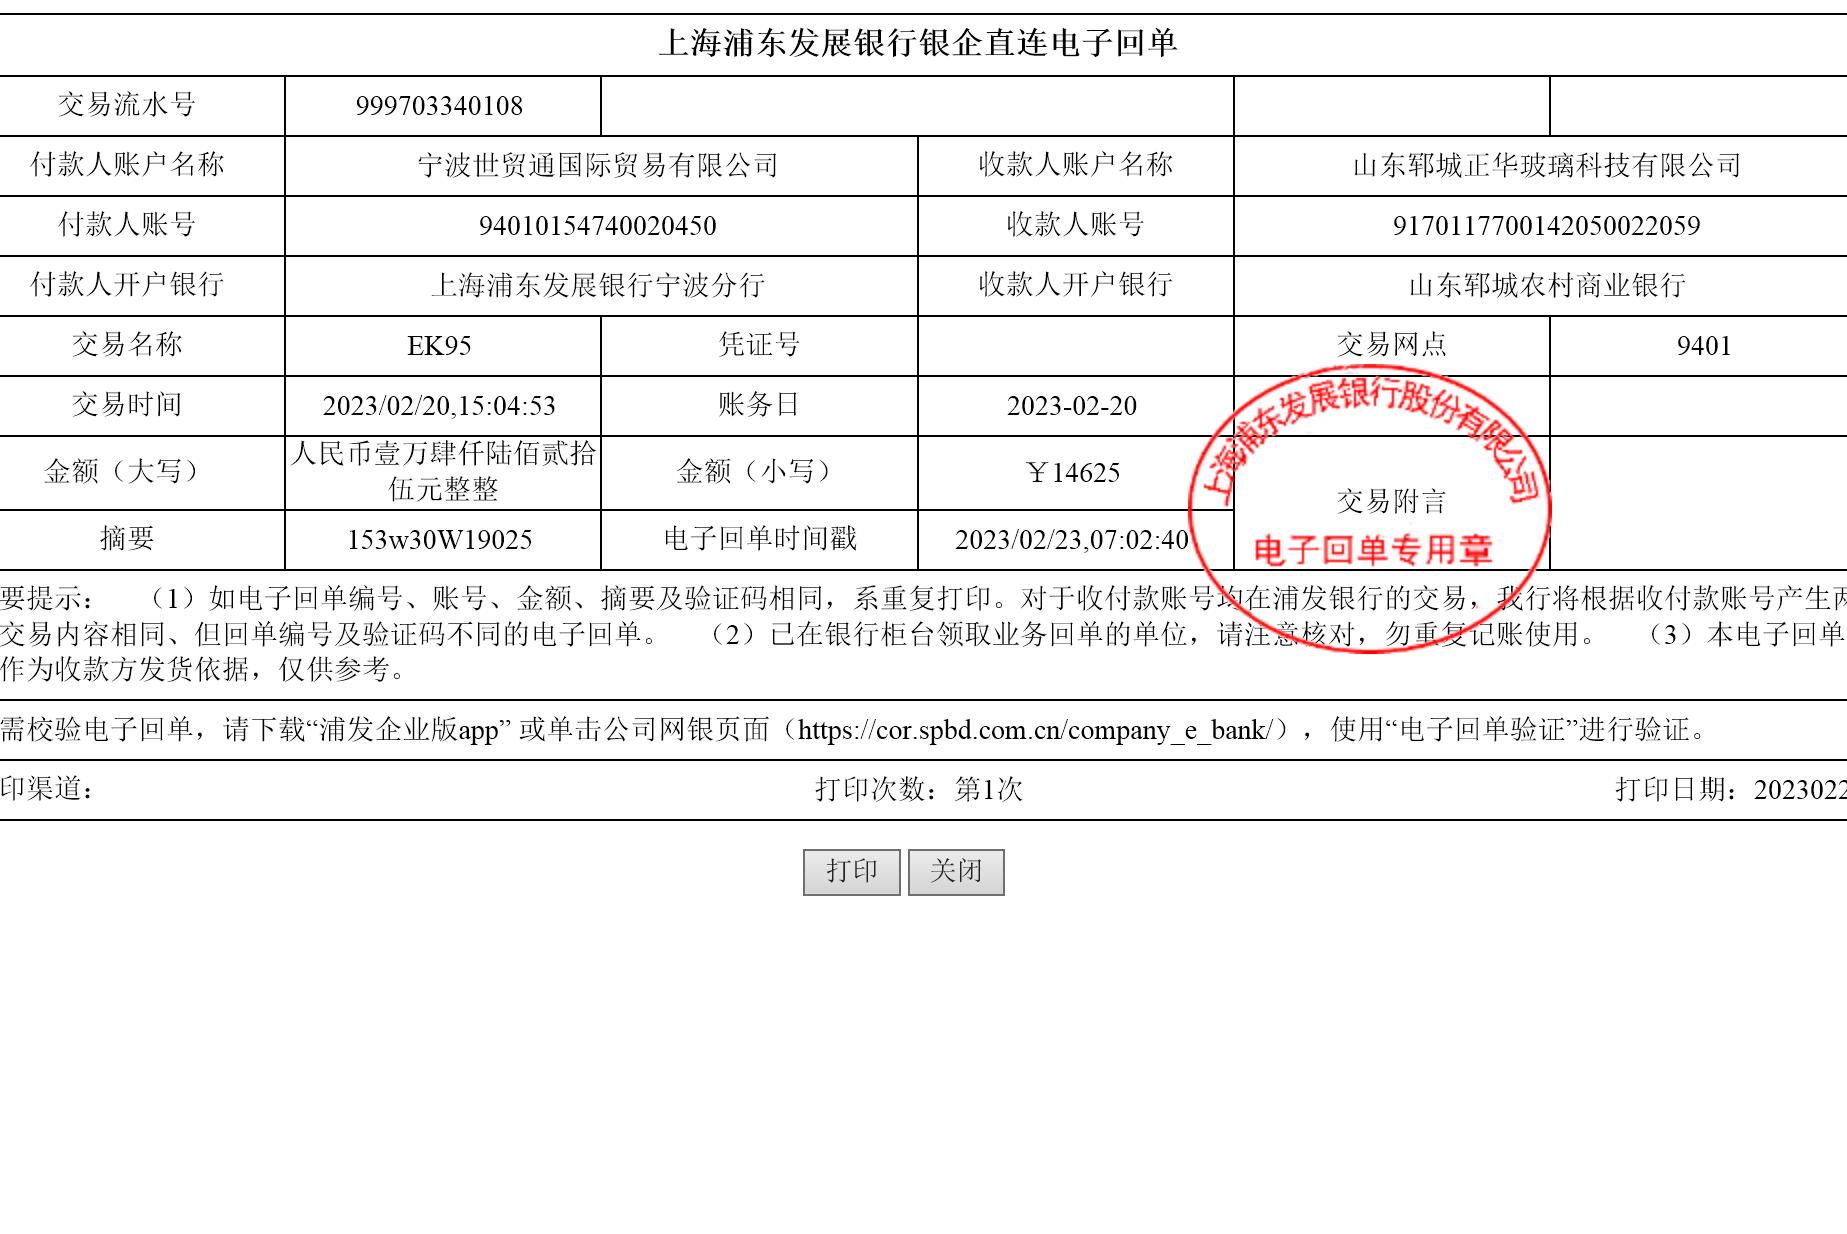 上海浦东发展银行银企直连电子回单
交易流水号 999703340108
付款人账户名称 宁波世贸通国际贸易有限公司 收款人账户名称 山东郓城正华玻璃科技有限公司
付款人账号 94010154740020450 收款人账号 9170117700142050022059
付款人开户银行 上海浦东发展银行宁波分行 收款人开户银行 山东郓城农村商业银行
交易名称 EK95 凭证号 交易网点 9401
交易时间 2023/02/20,15:04:53 账务日 2023-02-20
金额（大写） 人民币壹万肆仟陆佰贰拾
伍元整整 金额（小写） ￥14625
交易附言
摘要 153w30W19025 电子回单时间戳 2023/02/23,07:02:40
上海浦东发展银行股份有限公司
电子回单专用章
要提示： （1）如电子回单编号、账号、金额、摘要及验证码相同，系重复打印。对于收付款账号均在浦发银行的交易，我行将根据收付款账号产生两
交易内容相同、但回单编号及验证码不同的电子回单。 （2）已在银行柜台领取业务回单的单位，请注意核对，勿重复记账使用。 （3）本电子回单
作为收款方发货依据，仅供参考。
需校验电子回单，请下载“浦发企业版app” 或单击公司网银页面（https://cor.spbd.com.cn/company_e_bank/），使用“电子回单验证”进行验证。
印渠道： 打印次数：第1次 打印日期：2023022
打印 关闭